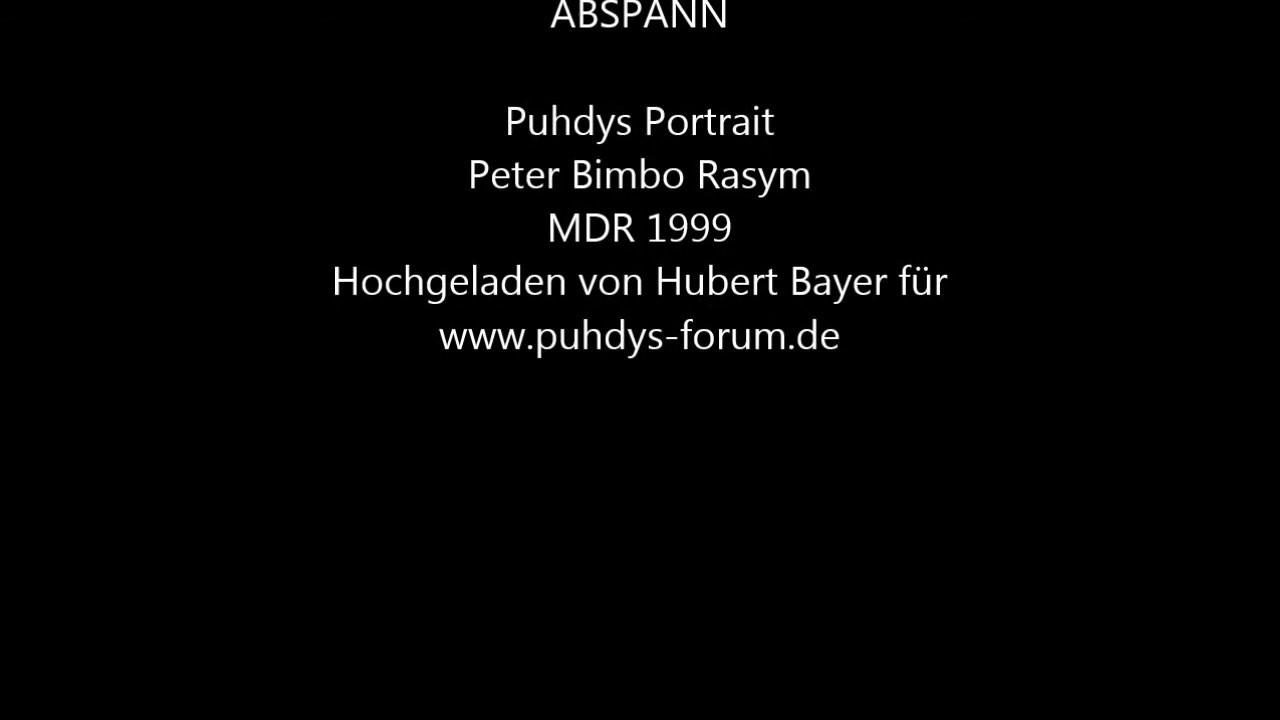 ABSPANN
Puhdys Portrait
Peter Bimbo Rasym
MDR 1999
Hochgeladen von Hubert Bayer für
www.puhdys-forum.de